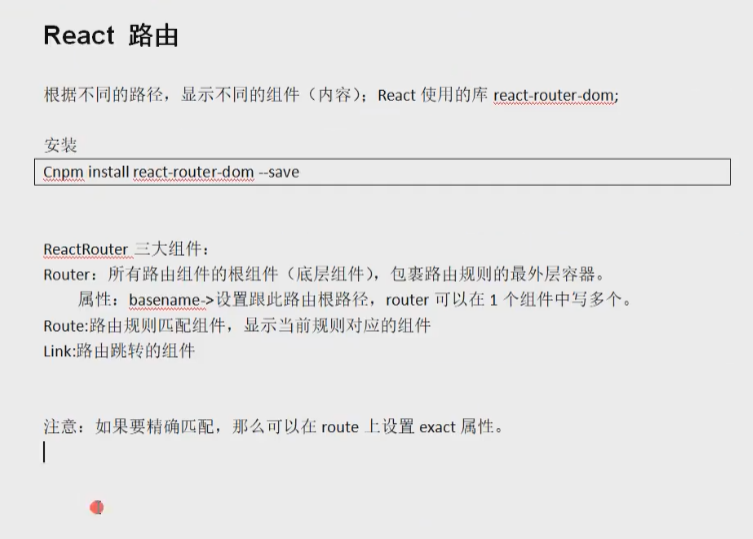 React 路由
根据不同的路径，显示不同的组件（内容）；React 使用的库 react-router-dom;
安装
Cnpm install react-router-dom --save
ReactRouter 三大组件：
Router：所有路由组件的根组件（底层组件），包裹路由规则的最外层容器。
属性：basename->设置跟此路由根路径，router 可以在 1 个组件中写多个。
Route:路由规则匹配组件，显示当前规则对应的组件
Link:路由跳转的组件
注意：如果要精确匹配，那么可以在 route 上设置 exact 属性。